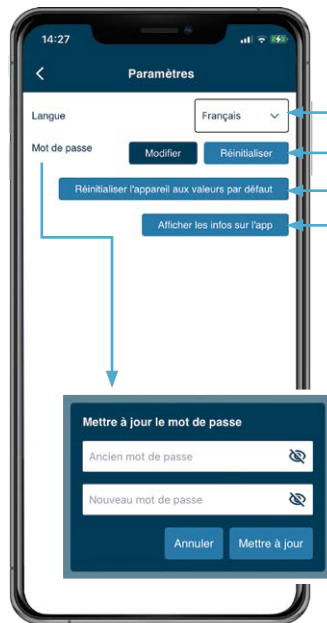 14:27
Paramètres
Langue
Français
Mot de passe
Modifier
Réinitialiser
Réinitialiser l'appareil aux valeurs par défaut
Afficher les infos sur l'app
Mettre à jour le mot de passe
Ancien mot de passe
Nouveau mot de passe
Annuler
Mettre à jour